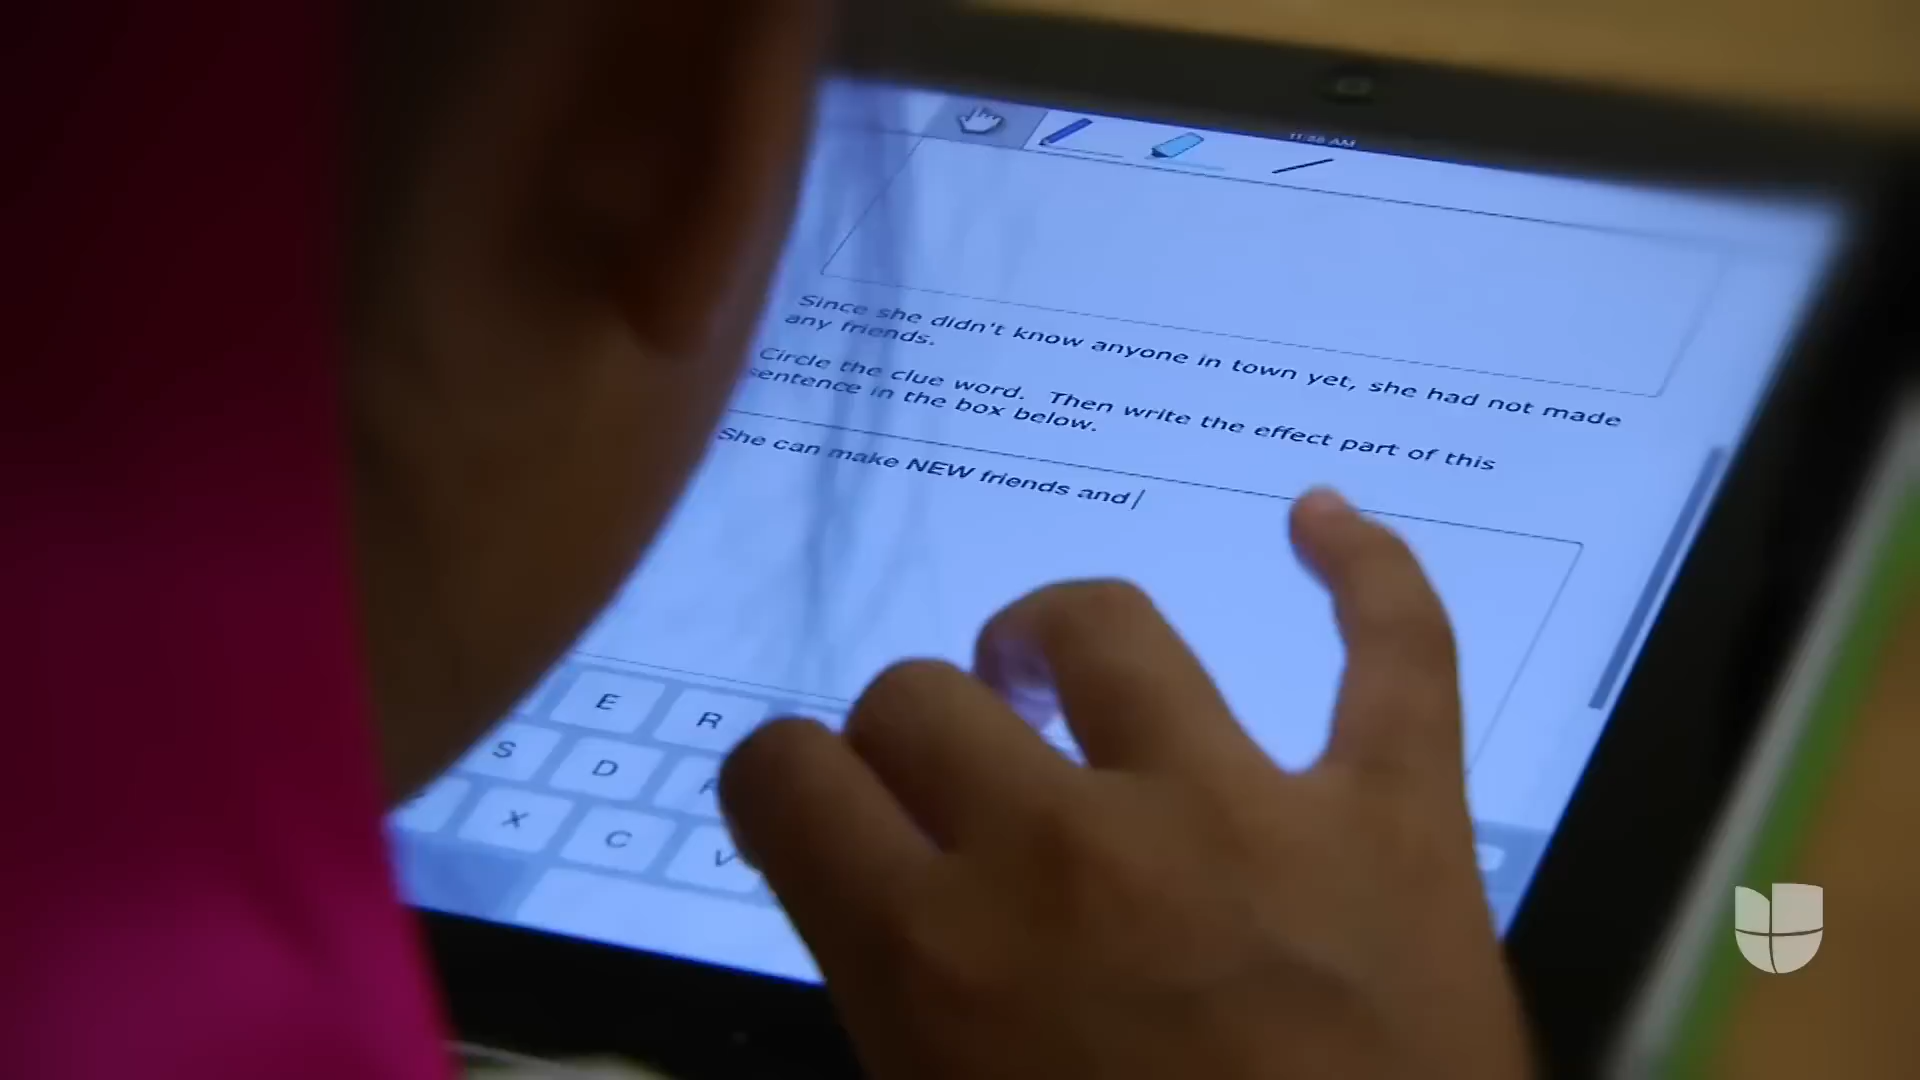 11:58 AM
Since she didn't know anyone in town yet, she had not made
any friends.
Circle the clue word. Then write the effect part of this
sentence in the box below.
She can make NEW friends and
E R
S D
X C V